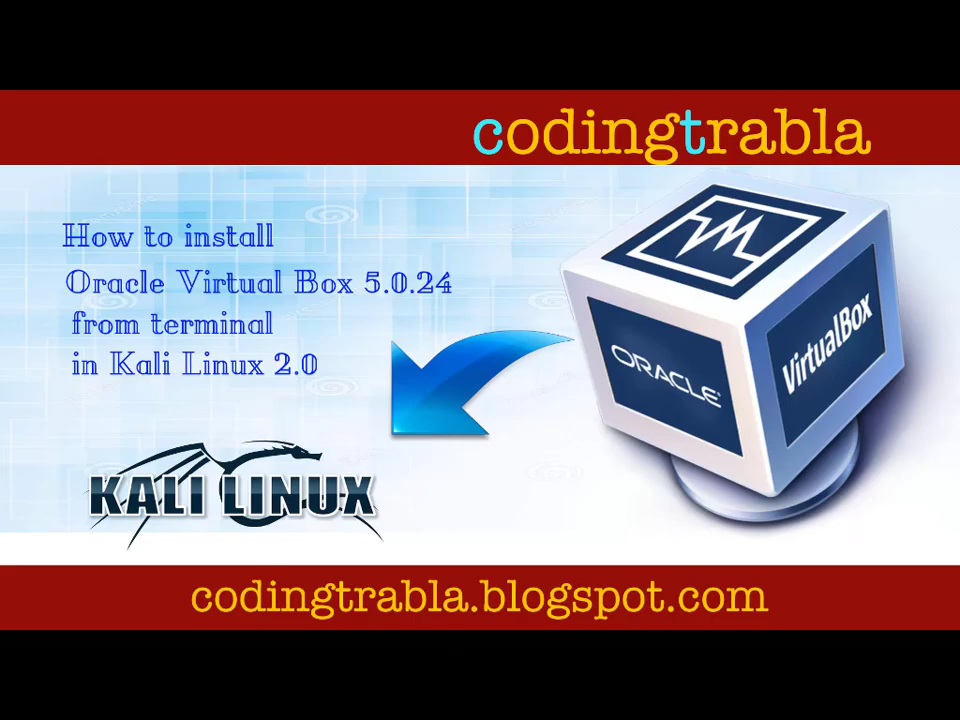 codingtrabla
How to install
Oracle Virtual Box 5.0.24
from terminal
in Kali Linux 2.0
ORACLE
VirtualBox
KALI LINUX
codingtrabla.blogspot.com